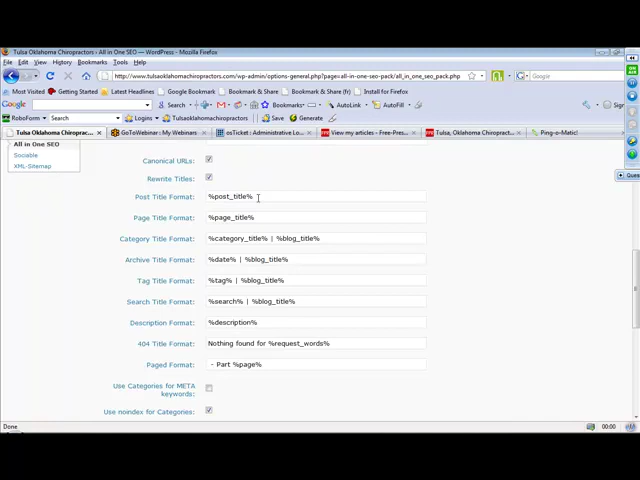 Tulsa Oklahoma Chiropractors › All in One SEO — WordPress - Mozilla Firefox
File Edit View History Bookmarks Tools Help
http://www.tulsaoklahomachiropractors.com/wp-admin/options-general.php?page=all-in-one-seo-pack/all_in_one_seo_pack.php
Google
Most Visited Getting Started Latest Headlines Google Bookmark & Share Bookmark & Share Install for Firefox
Google Search Bookmarks AutoLink AutoFill
RoboForm Search Logins Generate
Tulsa Oklahoma Chiropract... GoToWebinar : My Webinars osTicket : Administrative Lo... View my articles - Free-Pres... Tulsa, Oklahoma Chiropract... Ping-o-Matic!
ON AIR
All in One SEO
Sociable
XML-Sitemap
Canonical URLs:
Rewrite Titles:
Post Title Format: %post_title%
Page Title Format: %page_title%
Category Title Format: %category_title% | %blog_title%
Archive Title Format: %date% | %blog_title%
Tag Title Format: %tag% | %blog_title%
Search Title Format: %search% | %blog_title%
Description Format: %description%
404 Title Format: Nothing found for %request_words%
Paged Format: - Part %page%
Use Categories for META
keywords:
Use noindex for Categories:
Done 00:00